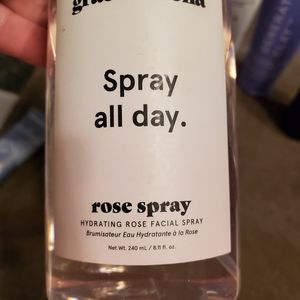 Spray
all day.
rose spray
HYDRATING ROSE FACIAL SPRAY
Brumisateur Eau Hydratante à la Rose
Net Wt. 240 mL / 8.11 fl. oz.